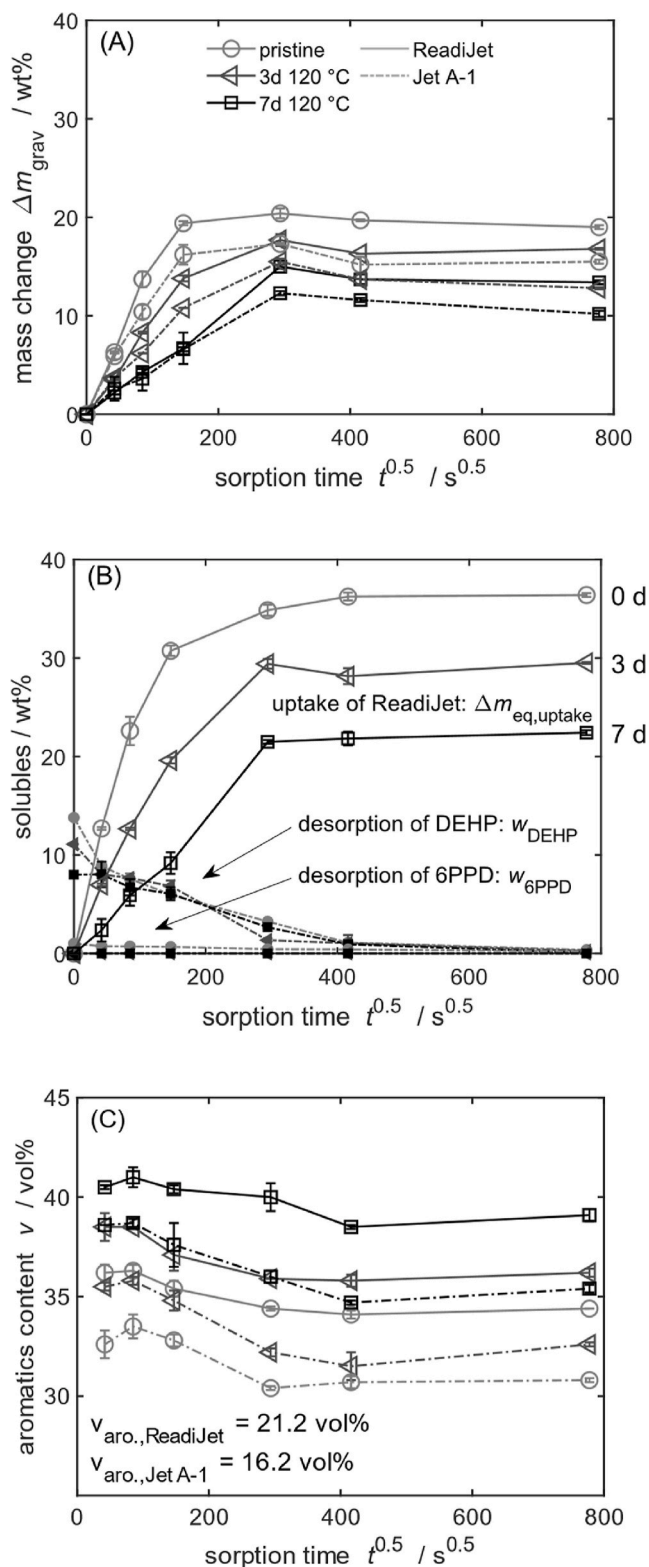 (A)
pristine
ReadiJet
3d 120 °C
Jet A-1
7d 120 °C
40
30
20
10
0
mass change Δm_grav / wt%
0 200 400 600 800
sorption time t^0.5 / s^0.5
(B)
40
30
20
10
0
solubles / wt%
0 d
3 d
uptake of ReadiJet: Δm_eq,uptake
7 d
desorption of DEHP: w_DEHP
desorption of 6PPD: w_6PPD
0 200 400 600 800
sorption time t^0.5 / s^0.5
(C)
45
40
35
30
aromatics content v / vol%
v_aro.,ReadiJet = 21.2 vol%
v_aro.,Jet A-1 = 16.2 vol%
0 200 400 600 800
sorption time t^0.5 / s^0.5